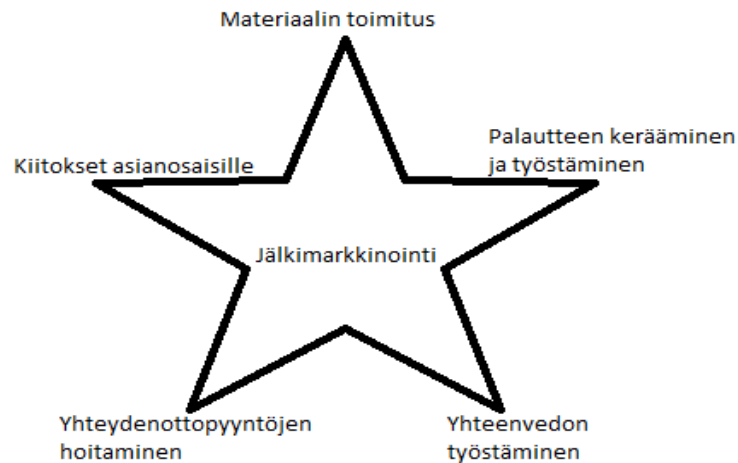 Materiaalin toimitus
Palautteen kerääminen
ja työstäminen
Kiitokset asianosaisille
Jälkimarkkinointi
Yhteydenottopyyntöjen
hoitaminen
Yhteenvedon
työstäminen